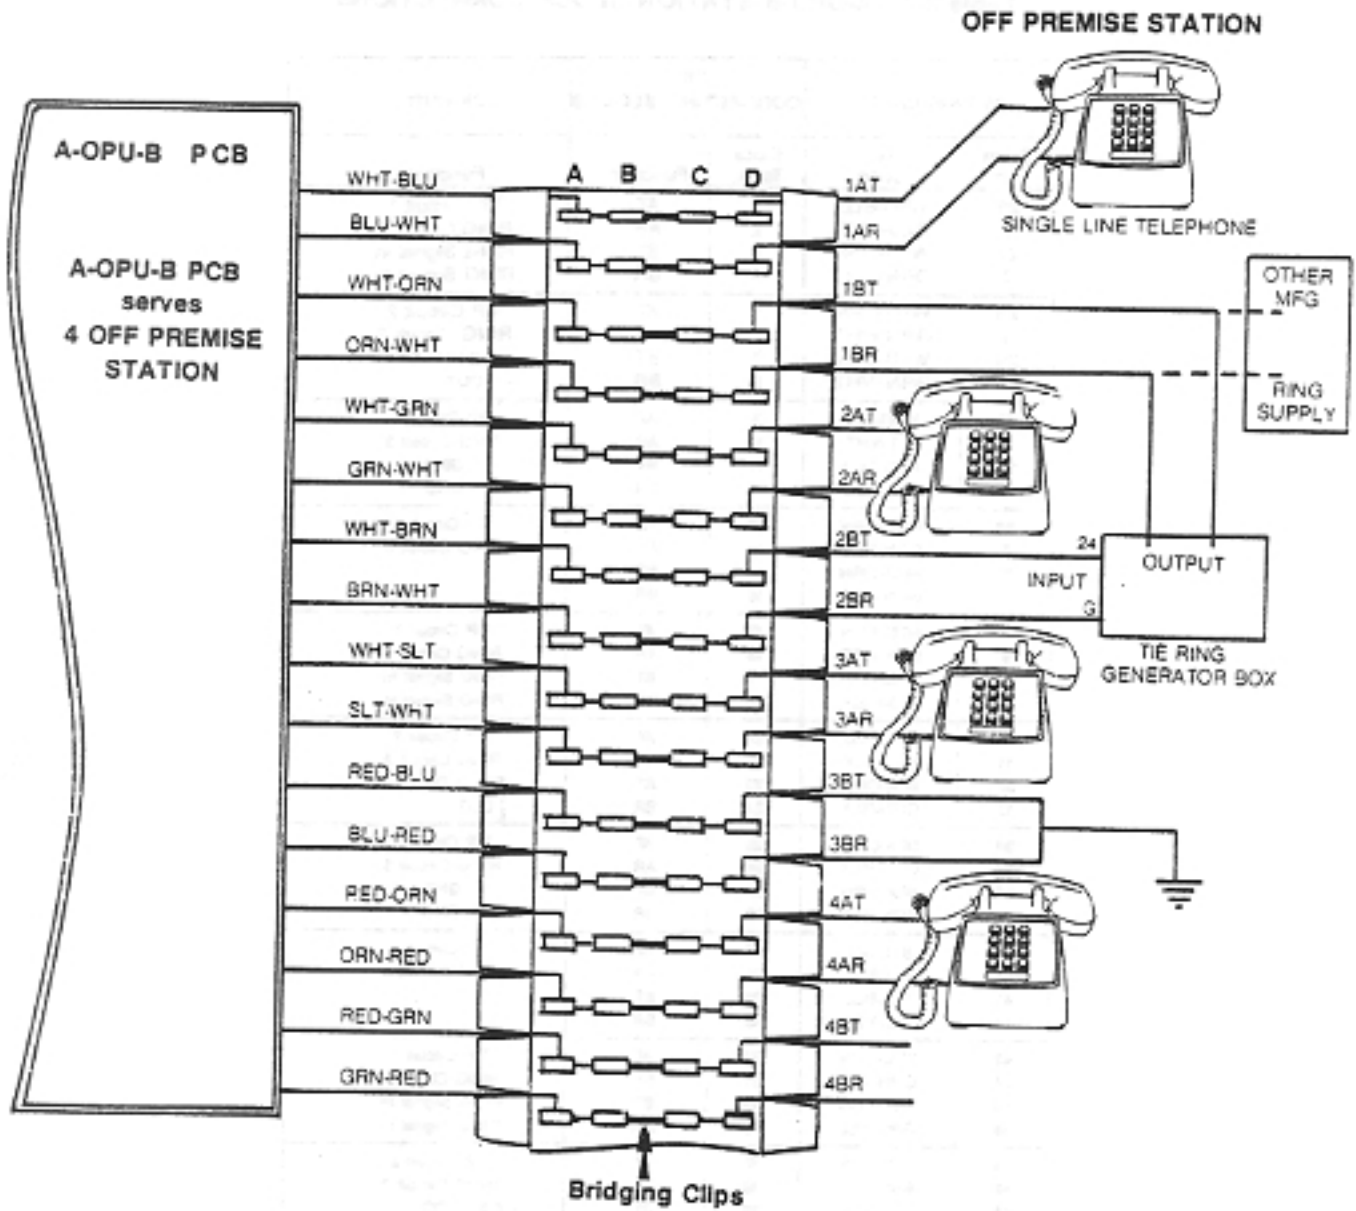 OFF PREMISE STATION
A-OPU-B PCB
A-OPU-B PCB
serves
4 OFF PREMISE
STATION
WHT-BLU
BLU-WHT
WHT-ORN
ORN-WHT
WHT-GRN
GRN-WHT
WHT-BRN
BRN-WHT
WHT-SLT
SLT-WHT
RED-BLU
BLU-RED
RED-ORN
ORN-RED
RED-GRN
GRN-RED
A B C D
1AT
1AR
1BT
1BR
2AT
2AR
2BT
2BR
3AT
3AR
3BT
3BR
4AT
4AR
4BT
4BR
SINGLE LINE TELEPHONE
OTHER
MFG
RING
SUPPLY
24
INPUT
G
OUTPUT
TIE RING
GENERATOR BOX
Bridging Clips